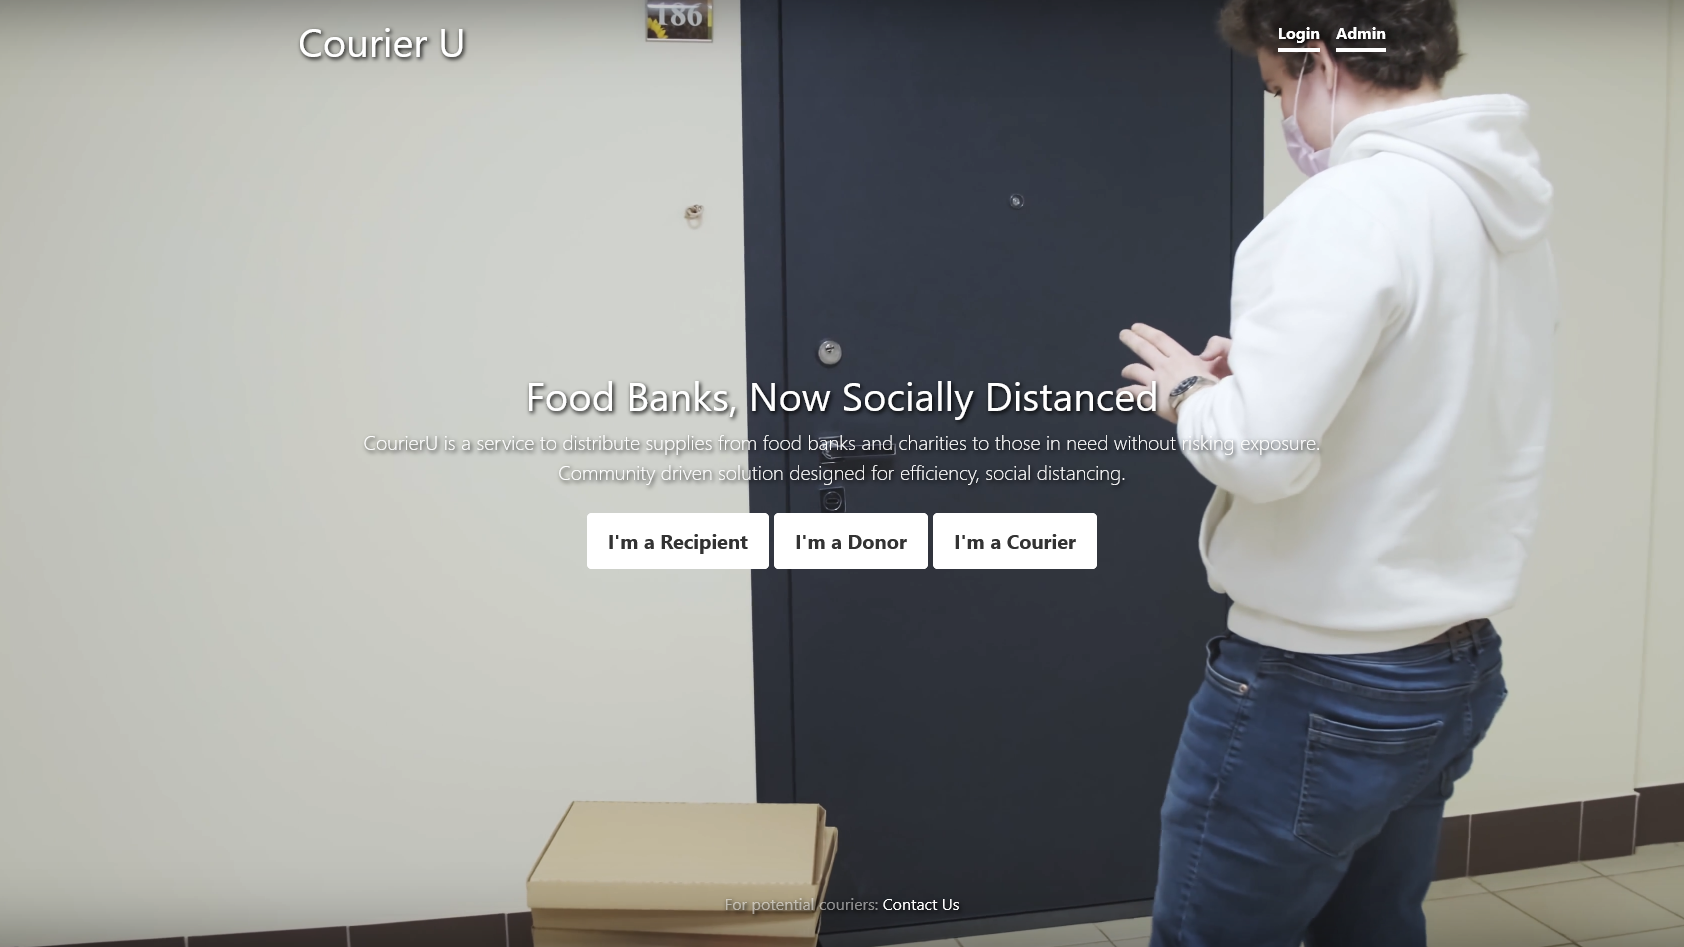 186
Courier U
Login Admin
Food Banks, Now Socially Distanced
CourierU is a service to distribute supplies from food banks and charities to those in need without risking exposure.
Community driven solution designed for efficiency, social distancing.
I'm a Recipient I'm a Donor I'm a Courier
For potential couriers: Contact Us